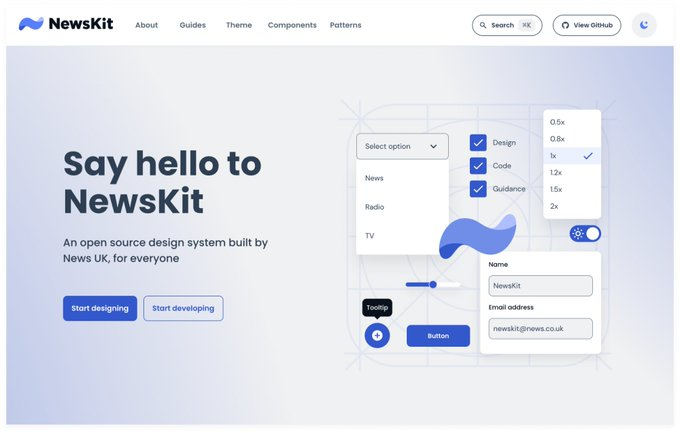 NewsKit
About
Guides
Theme
Components
Patterns
Search ⌘K
View GitHub
Say hello to
NewsKit
An open source design system built by
News UK, for everyone
Start designing
Start developing
Select option
News
Radio
TV
Design
Code
Guidance
0.5x
0.8x
1x
1.2x
1.5x
2x
Tooltip
Button
Name
NewsKit
Email address
newskit@news.co.uk